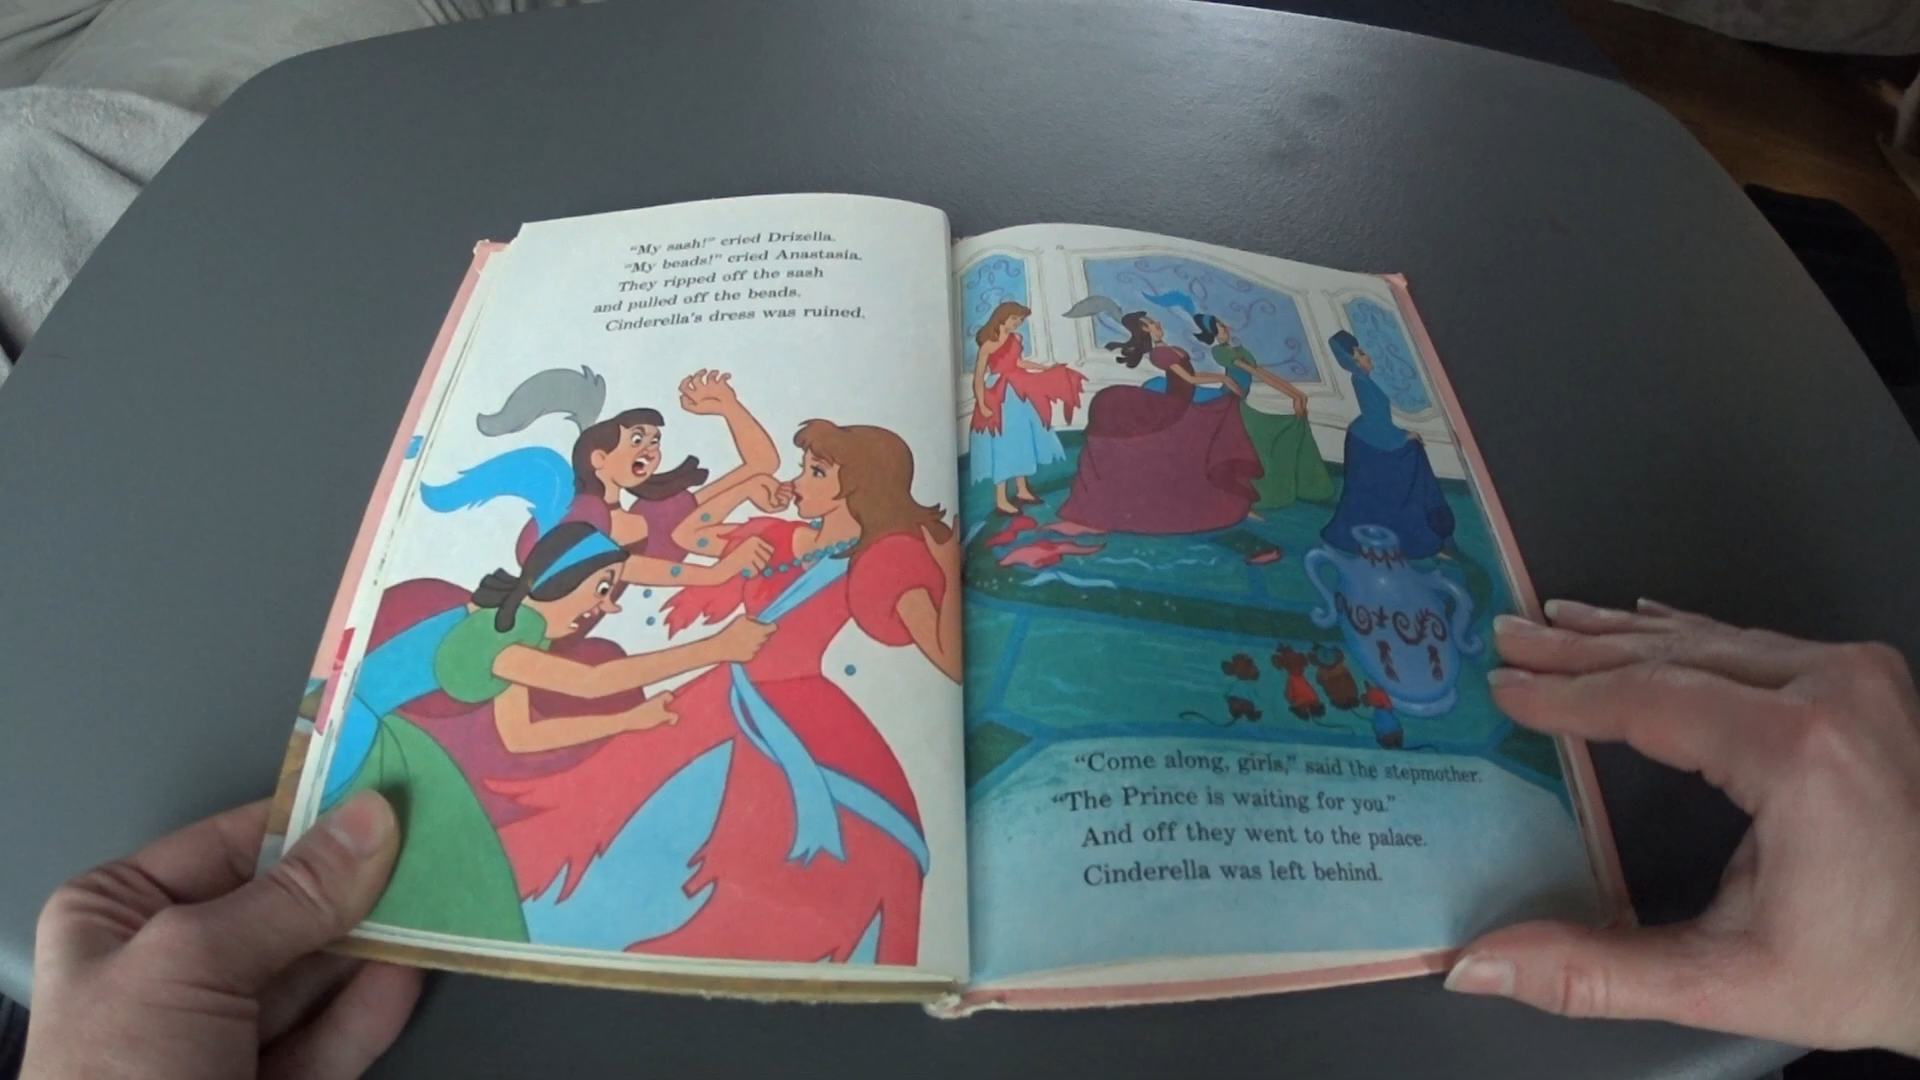 “My sash!” cried Drizella.
“My beads!” cried Anastasia.
They ripped off the sash
and pulled off the beads.
Cinderella’s dress was ruined.
“Come along, girls,” said the stepmother.
“The Prince is waiting for you.”
And off they went to the palace.
Cinderella was left behind.